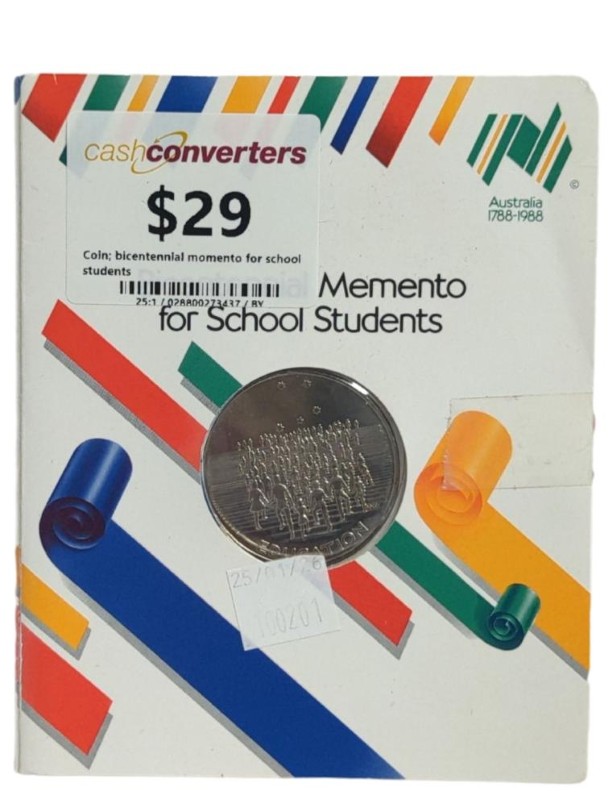 cashconverters
$29
Coin; bicentennial momento for school
students
25:1 / 028800273437 / BY
Australia
1788-1988
©
Bicentennial Memento
for School Students
25/01/26
100201